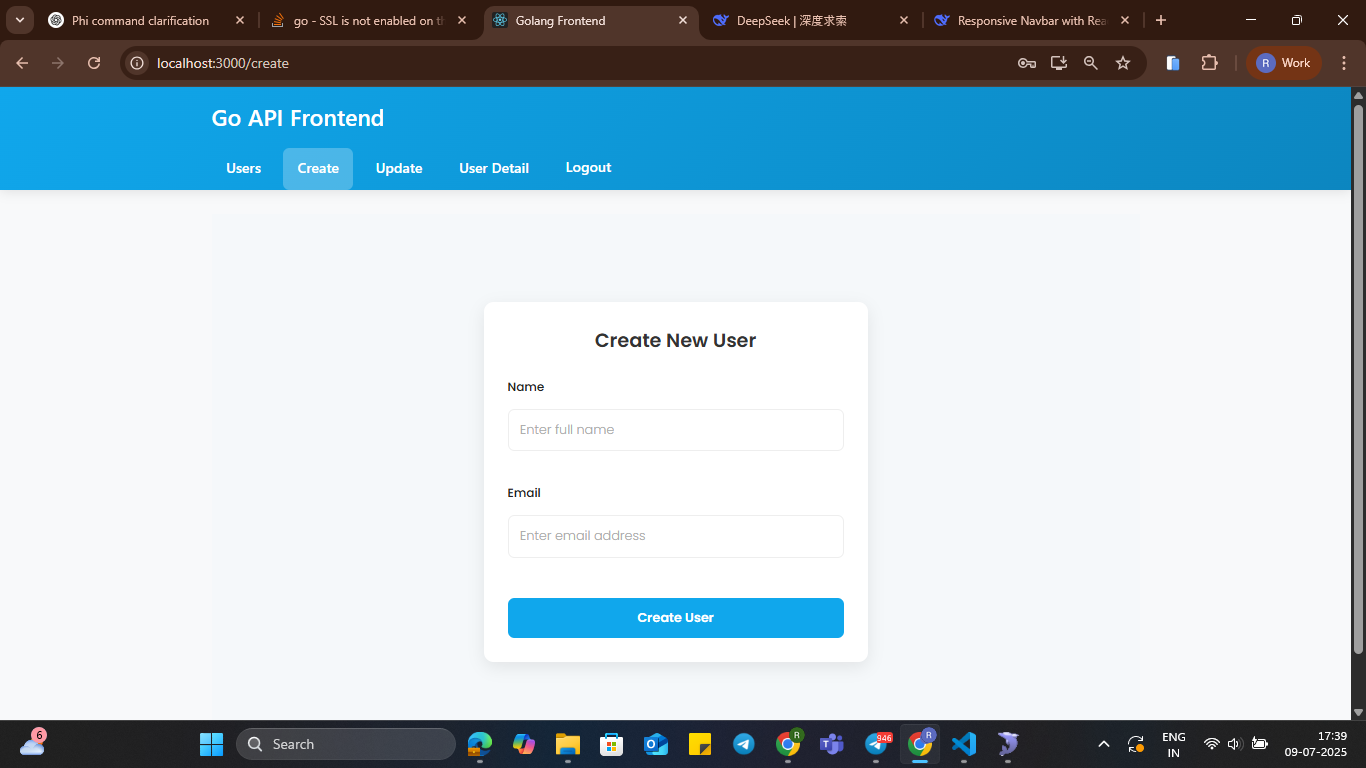 Phi command clarification
go - SSL is not enabled on th
Golang Frontend
DeepSeek | 深度求索
Responsive Navbar with Rea
localhost:3000/create
R
Work
Go API Frontend
Users
Create
Update
User Detail
Logout
Create New User
Name
Enter full name
Email
Enter email address
Create User
6
Search
R
946
R
ENG
IN
17:39
09-07-2025